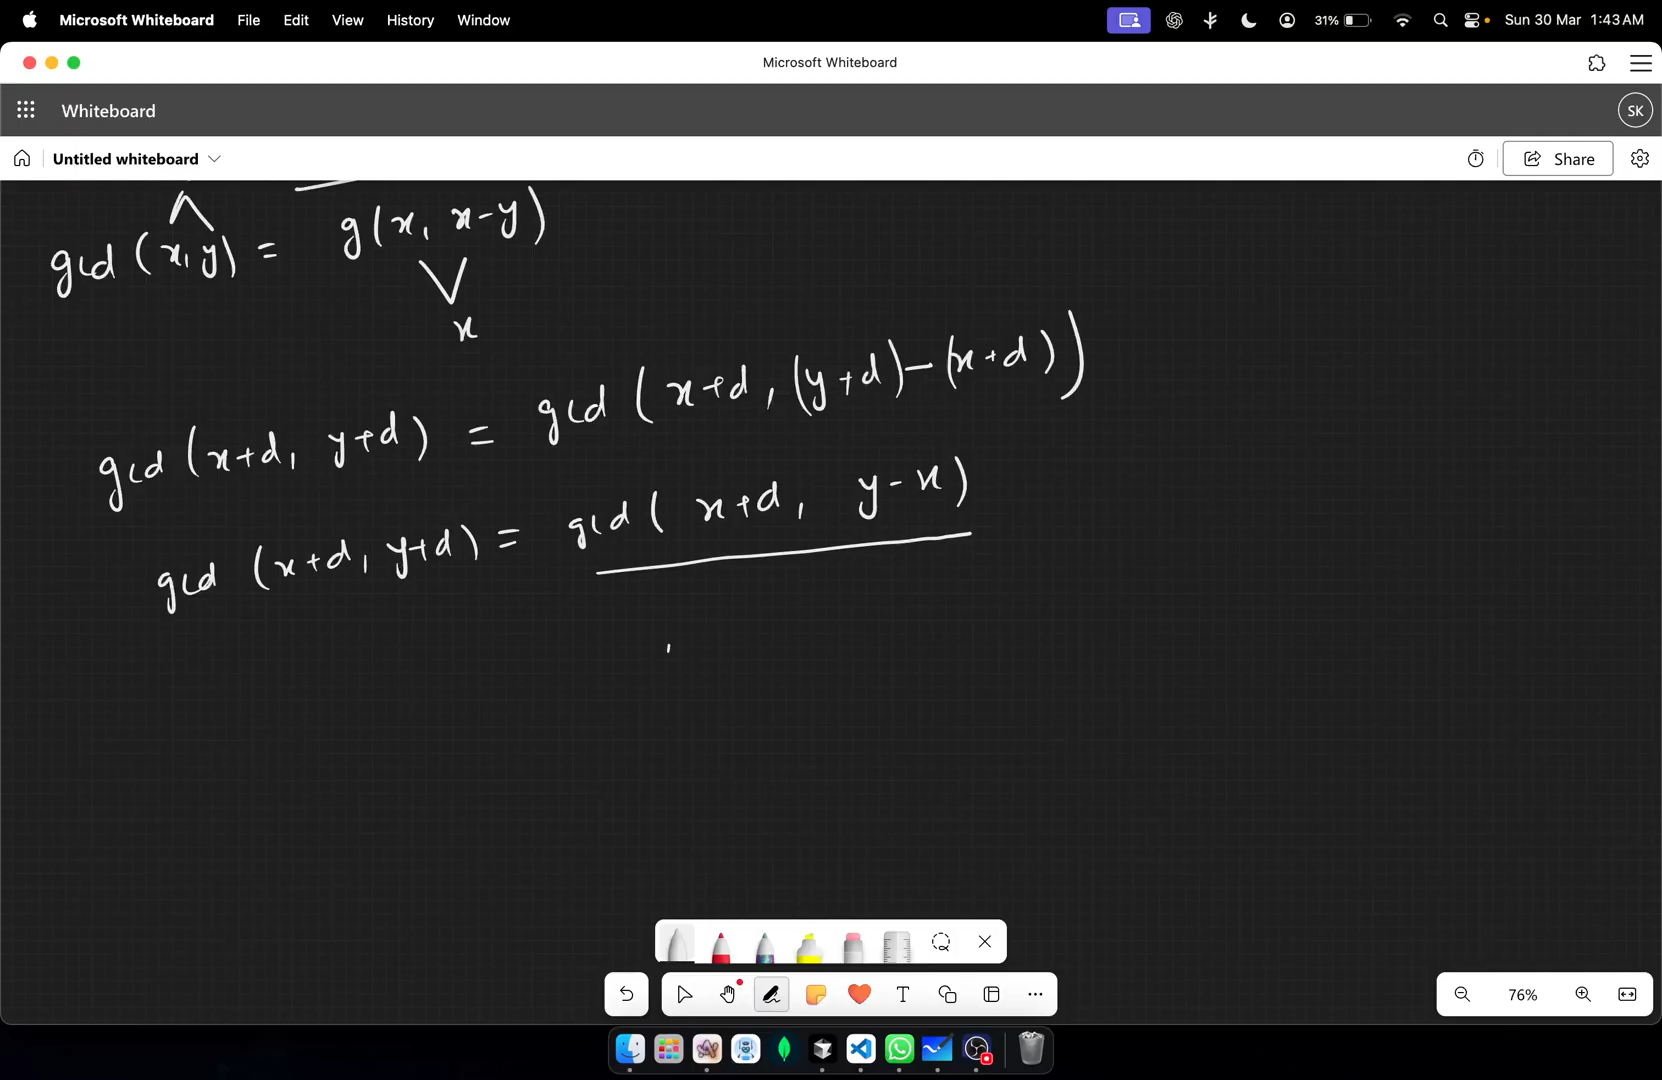 Microsoft Whiteboard File Edit View History Window 31% Sun 30 Mar 1:43 AM
Microsoft Whiteboard
Whiteboard SK
Untitled whiteboard Share
gcd (x, y) = g(x, x-y)
x
gcd (x+d, y+d) = gcd (x+d, (y+d)-(x+d))
gcd (x+d, y+d) = gcd (x+d, y-x)
T 76%